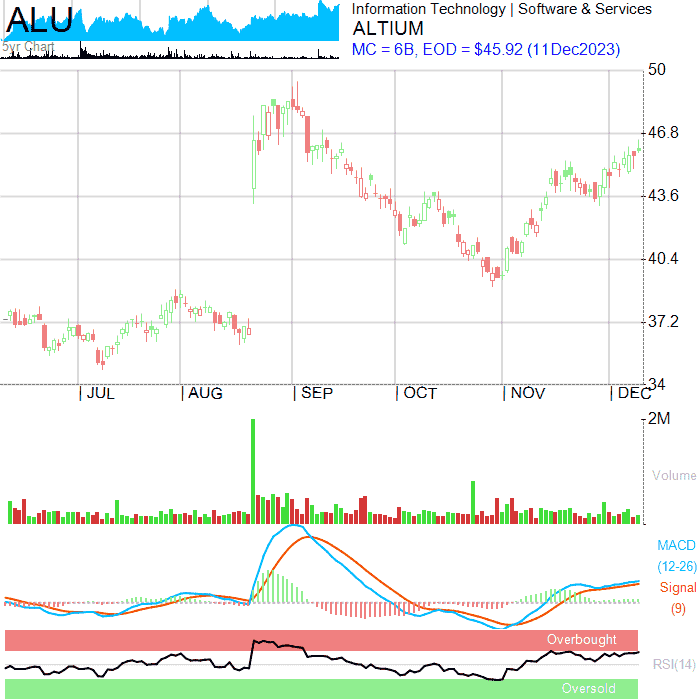 ALU
5yr Chart
Information Technology | Software & Services
ALTIUM
MC = 6B, EOD = $45.92 (11Dec2023)
50
46.8
43.6
40.4
37.2
34
| JUL | AUG | SEP | OCT | NOV | DEC
2M
Volume
MACD
(12-26)
Signal
(9)
Overbought
RSI(14)
Oversold